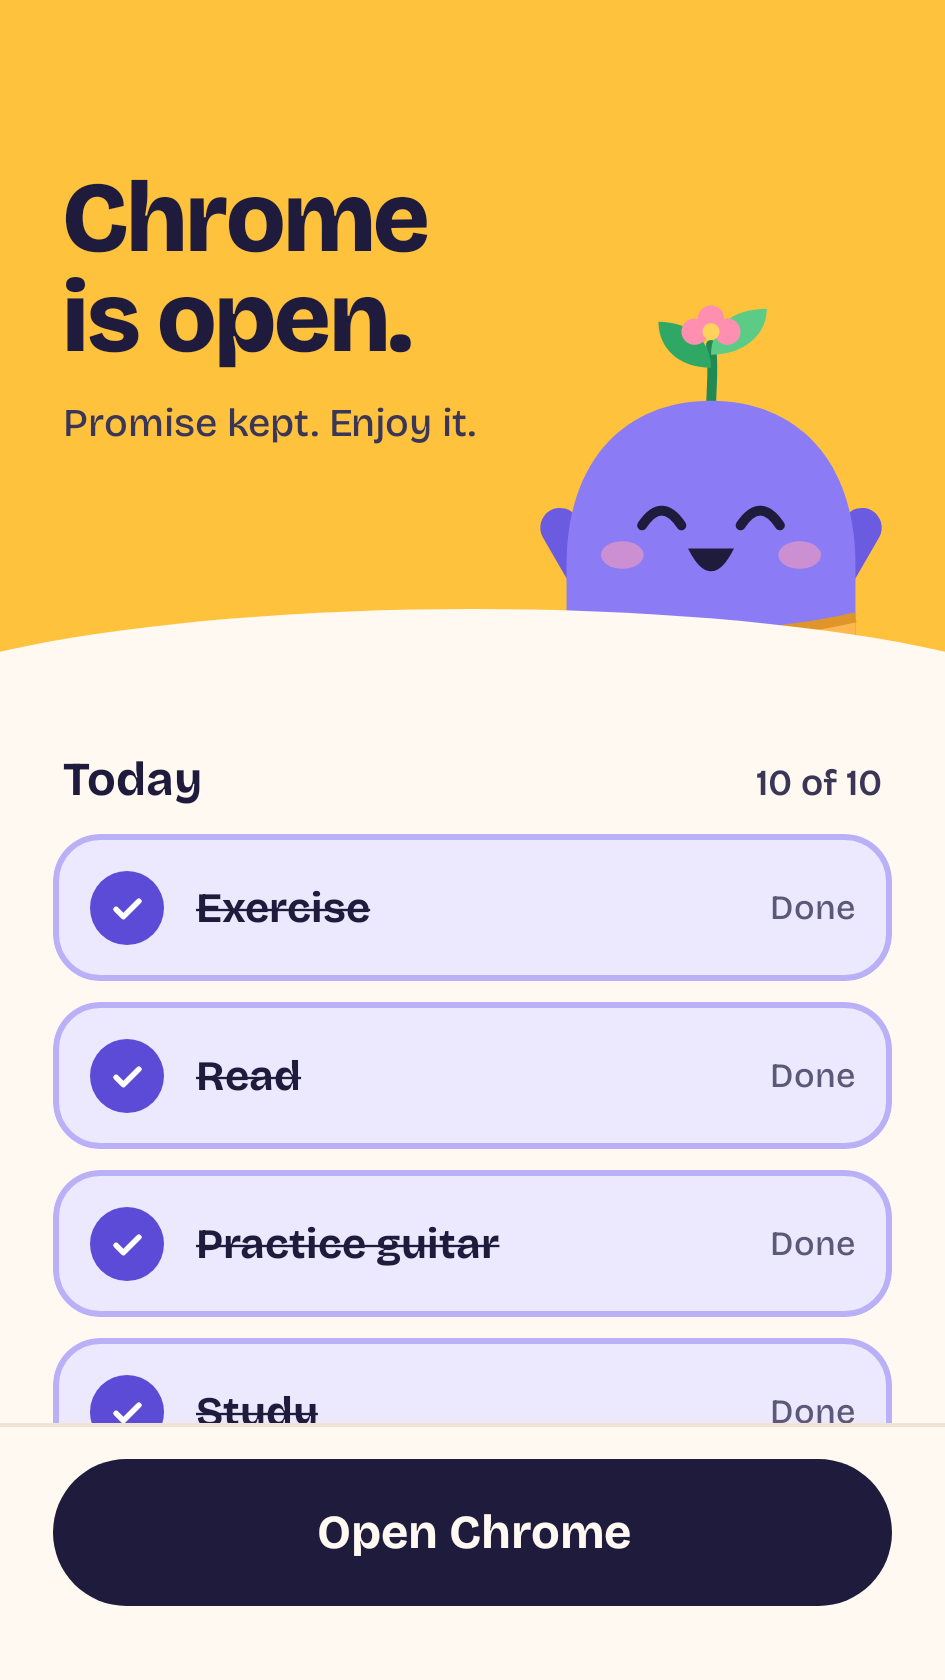 Chrome
is open.
Promise kept. Enjoy it.
Today
10 of 10
Exercise
Done
Read
Done
Practice guitar
Done
Study
Done
Open Chrome